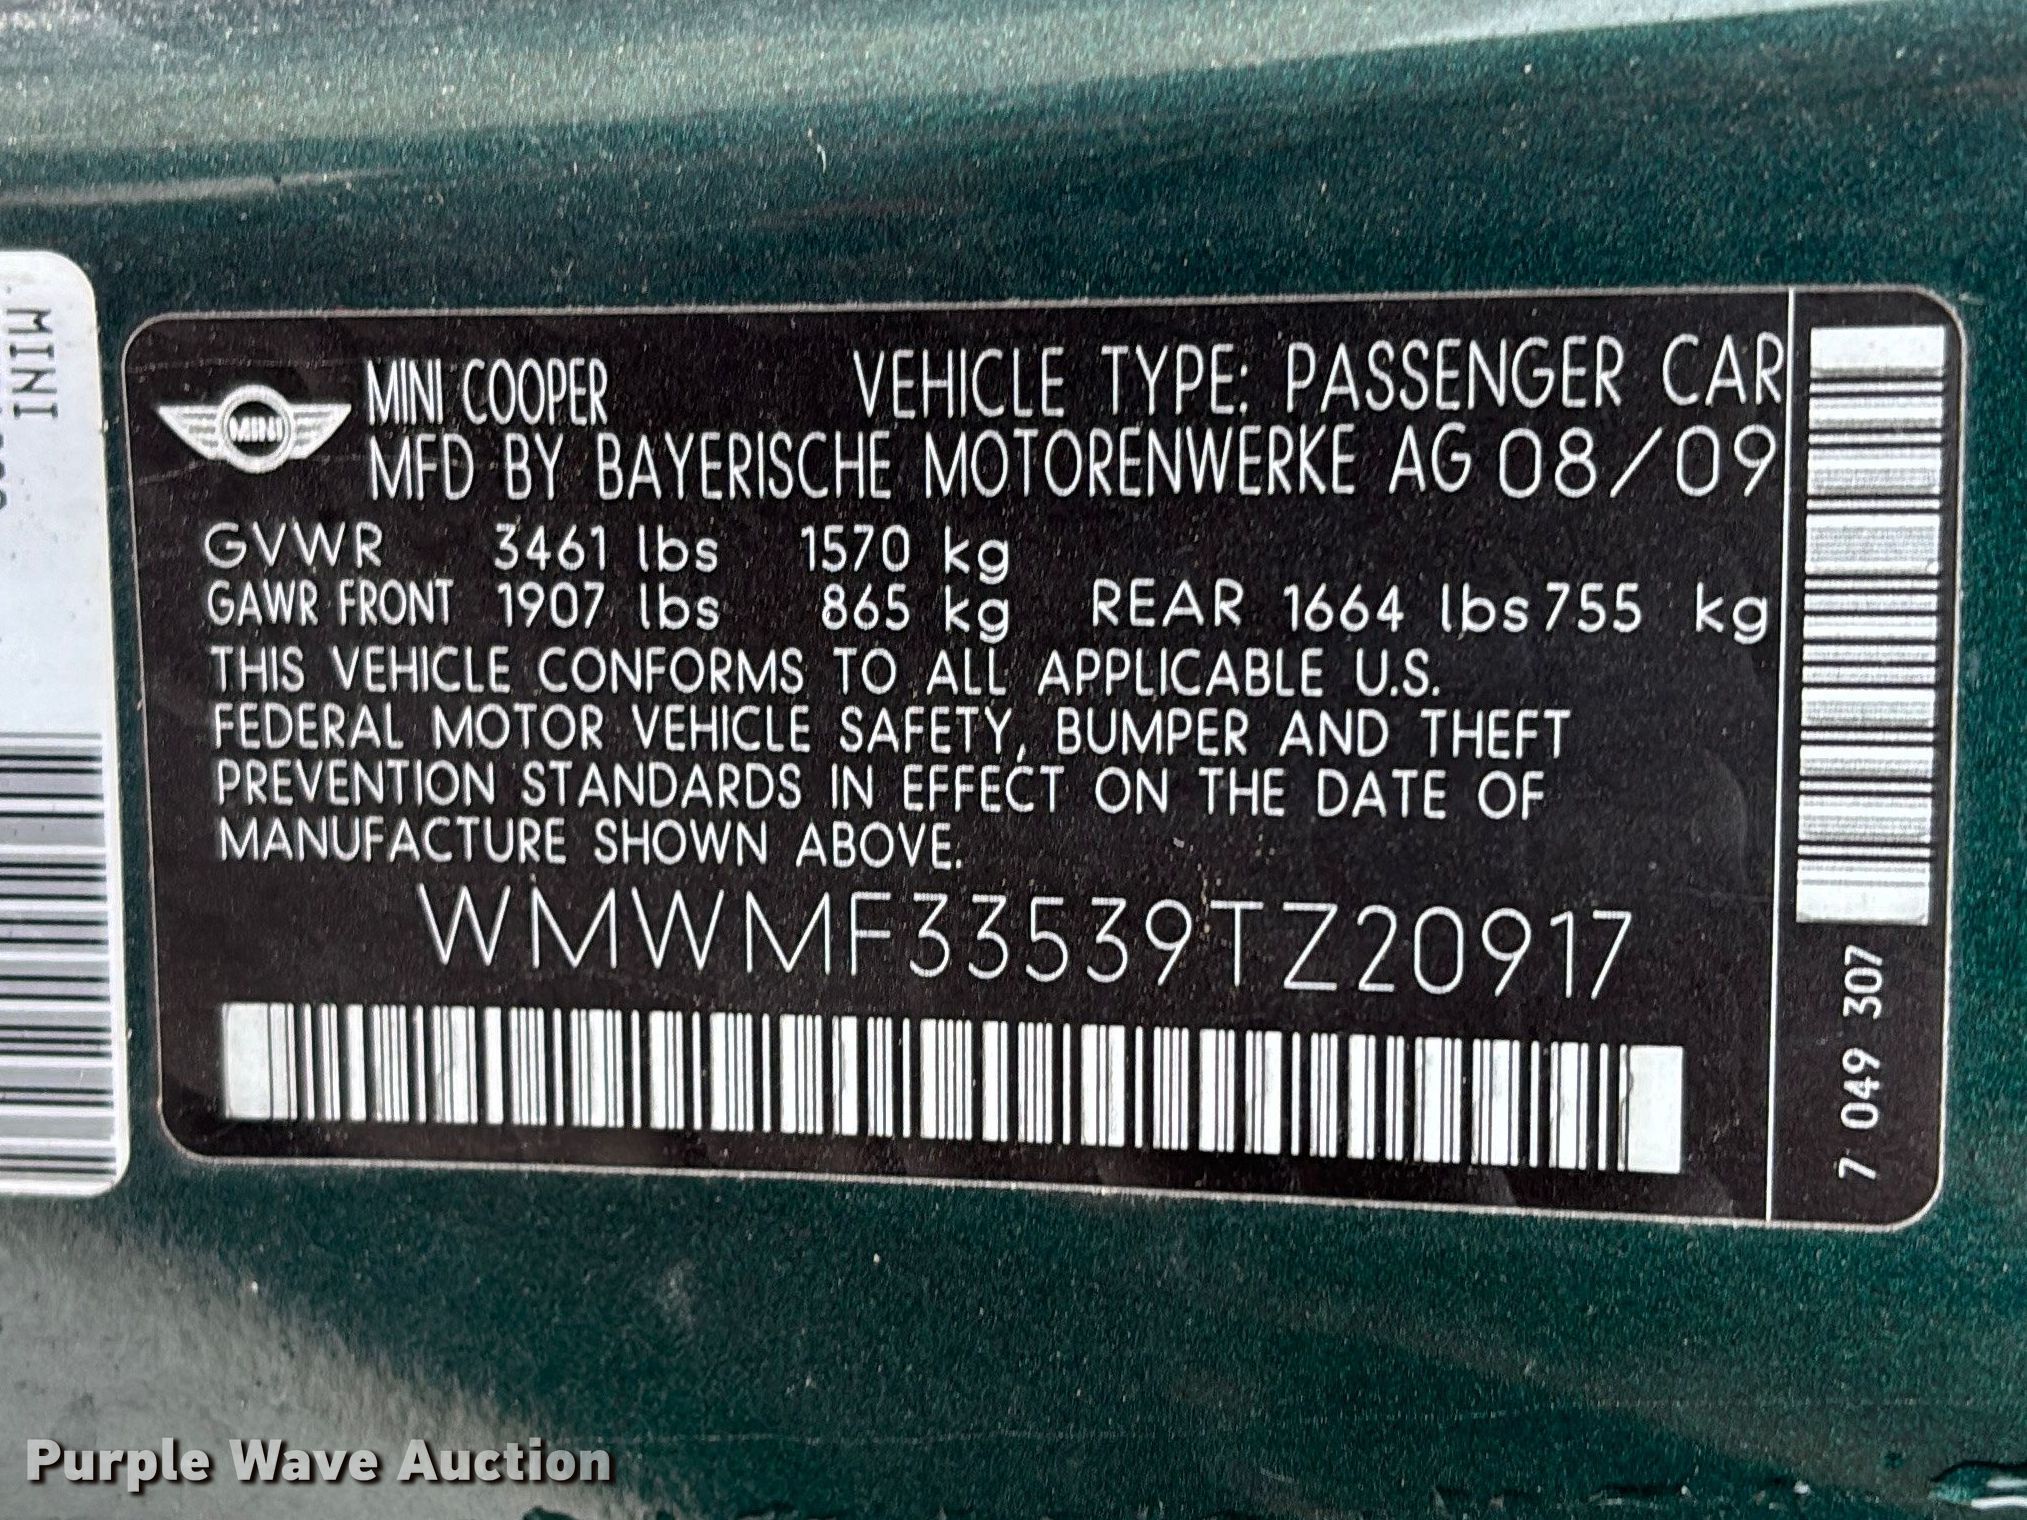 MINI
MINI
MINI COOPER VEHICLE TYPE: PASSENGER CAR
MFD BY BAYERISCHE MOTORENWERKE AG 08/09
GVWR 3461 lbs 1570 kg
GAWR FRONT 1907 lbs 865 kg REAR 1664 lbs 755 kg
THIS VEHICLE CONFORMS TO ALL APPLICABLE U.S.
FEDERAL MOTOR VEHICLE SAFETY, BUMPER AND THEFT
PREVENTION STANDARDS IN EFFECT ON THE DATE OF
MANUFACTURE SHOWN ABOVE.
WMWMF33539TZ20917
7 049 307
Purple Wave Auction